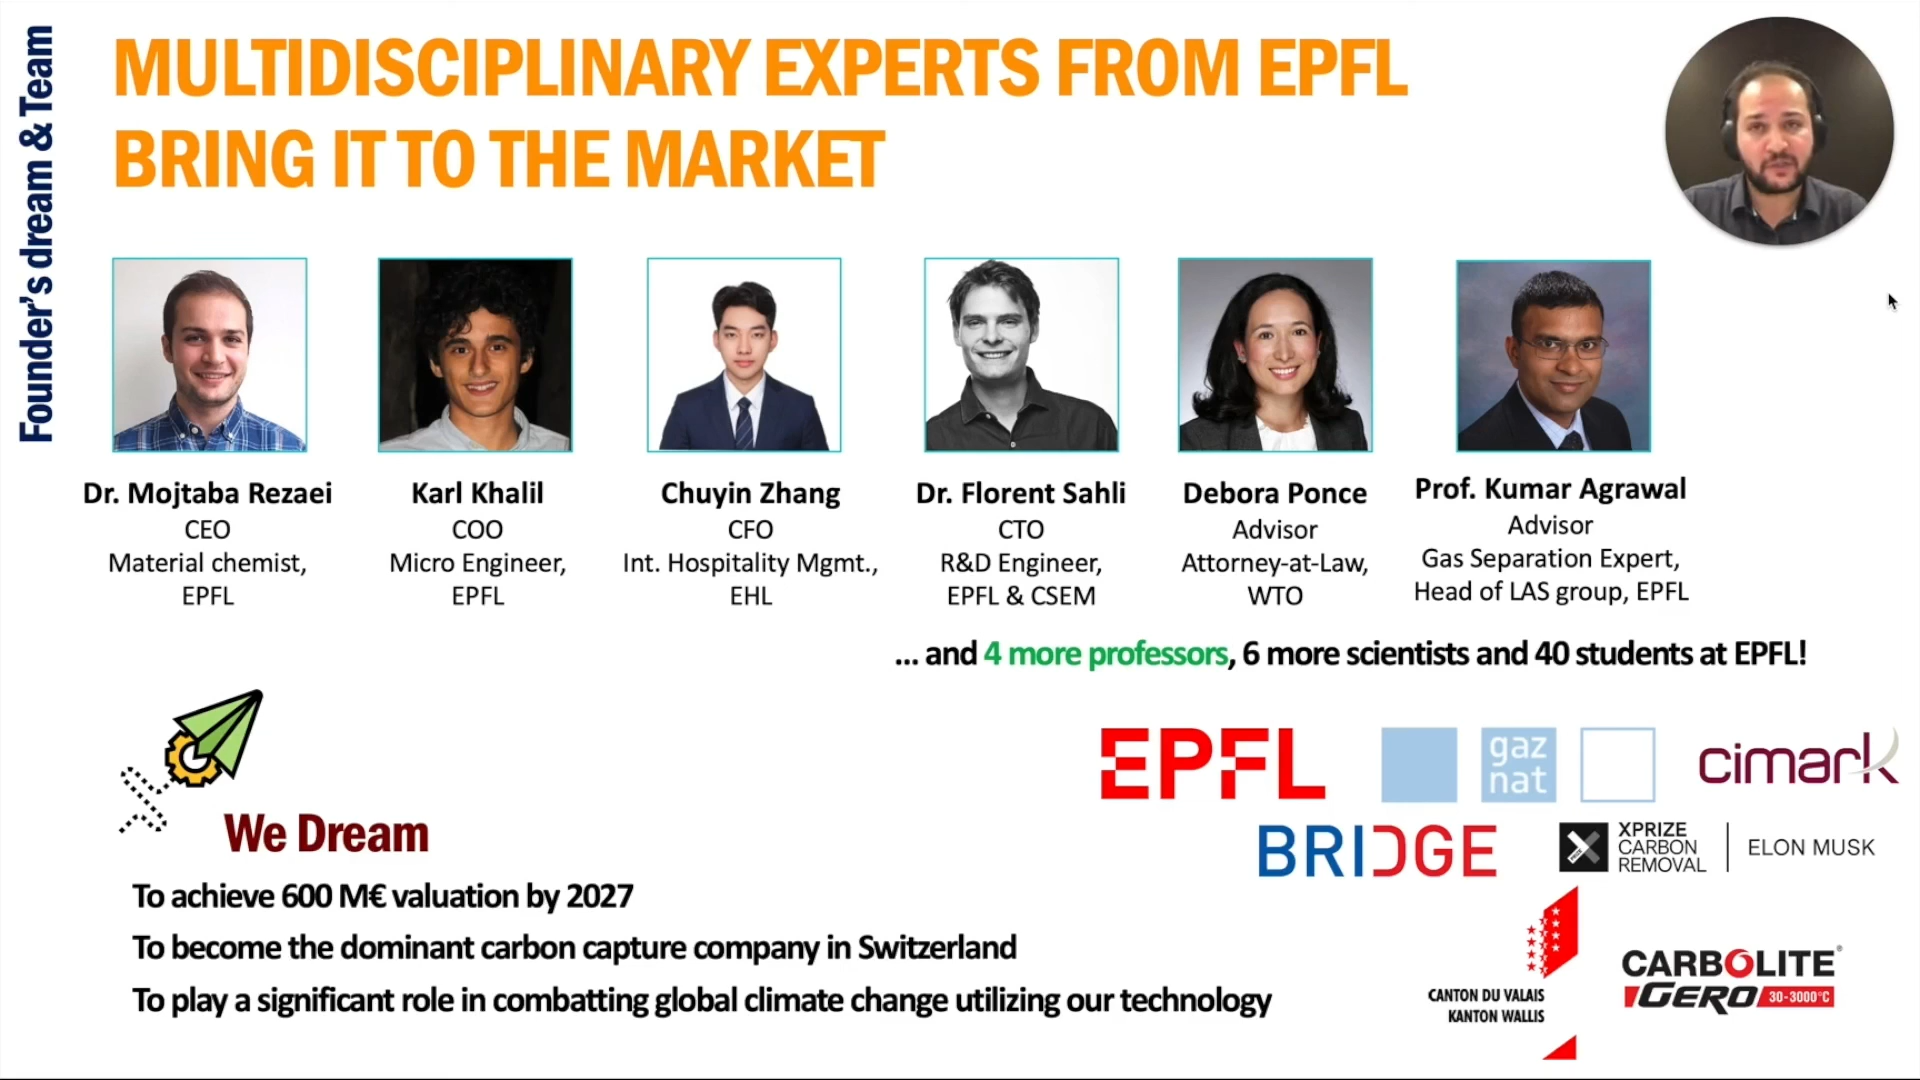 Founder's dream & Team
MULTIDISCIPLINARY EXPERTS FROM EPFL
BRING IT TO THE MARKET
Dr. Mojtaba Rezaei
CEO
Material chemist,
EPFL
Karl Khalil
COO
Micro Engineer,
EPFL
Chuyin Zhang
CFO
Int. Hospitality Mgmt.,
EHL
Dr. Florent Sahli
CTO
R&D Engineer,
EPFL & CSEM
Debora Ponce
Advisor
Attorney-at-Law,
WTO
Prof. Kumar Agrawal
Advisor
Gas Separation Expert,
Head of LAS group, EPFL
... and 4 more professors, 6 more scientists and 40 students at EPFL!
We Dream
To achieve 600 M€ valuation by 2027
To become the dominant carbon capture company in Switzerland
To play a significant role in combatting global climate change utilizing our technology
EPFL
gaz
nat
cimark
BRIDGE
XPRIZE
CARBON
REMOVAL
ELON MUSK
CANTON DU VALAIS
KANTON WALLIS
CARBOLITE®
GERO 30-3000°C